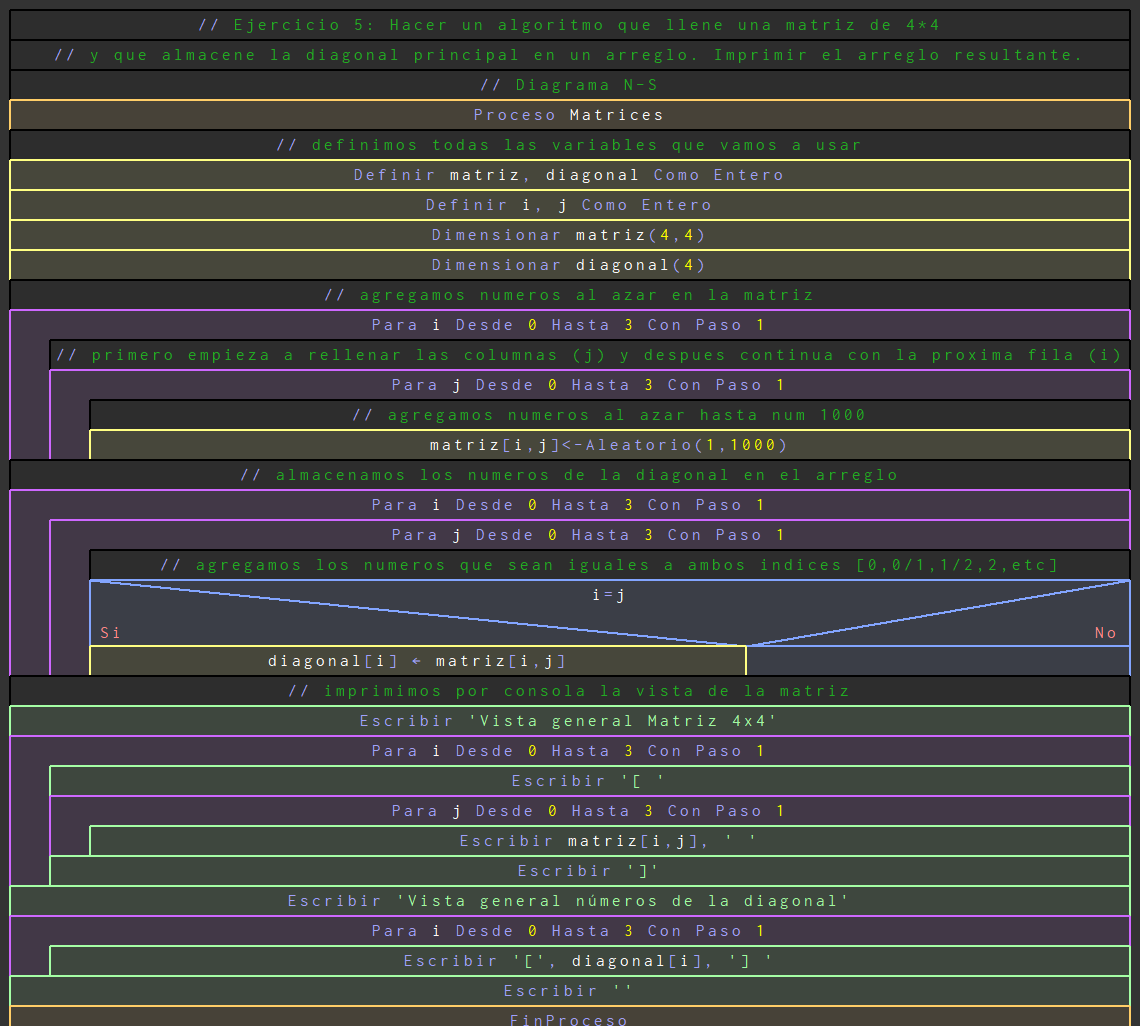 // Ejercicio 5: Hacer un algoritmo que llene una matriz de 4*4
// y que almacene la diagonal principal en un arreglo. Imprimir el arreglo resultante.
// Diagrama N-S
Proceso Matrices
// definimos todas las variables que vamos a usar
Definir matriz, diagonal Como Entero
Definir i, j Como Entero
Dimensionar matriz(4,4)
Dimensionar diagonal(4)
// agregamos numeros al azar en la matriz
Para i Desde 0 Hasta 3 Con Paso 1
// primero empieza a rellenar las columnas (j) y despues continua con la proxima fila (i)
Para j Desde 0 Hasta 3 Con Paso 1
// agregamos numeros al azar hasta num 1000
matriz[i,j]<-Aleatorio(1,1000)
// almacenamos los numeros de la diagonal en el arreglo
Para i Desde 0 Hasta 3 Con Paso 1
Para j Desde 0 Hasta 3 Con Paso 1
// agregamos los numeros que sean iguales a ambos indices [0,0/1,1/2,2,etc]
i=j
Si No
diagonal[i] ← matriz[i,j]
// imprimimos por consola la vista de la matriz
Escribir 'Vista general Matriz 4x4'
Para i Desde 0 Hasta 3 Con Paso 1
Escribir '[ '
Para j Desde 0 Hasta 3 Con Paso 1
Escribir matriz[i,j], ' '
Escribir ']'
Escribir 'Vista general números de la diagonal'
Para i Desde 0 Hasta 3 Con Paso 1
Escribir '[', diagonal[i], '] '
Escribir ''
FinProceso